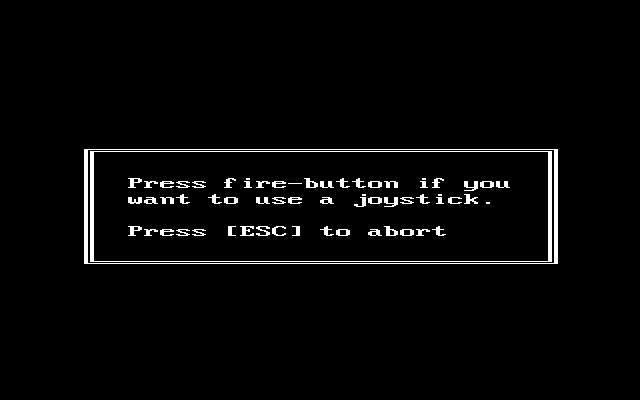 Press fire-button if you
want to use a joystick.
Press [ESC] to abort